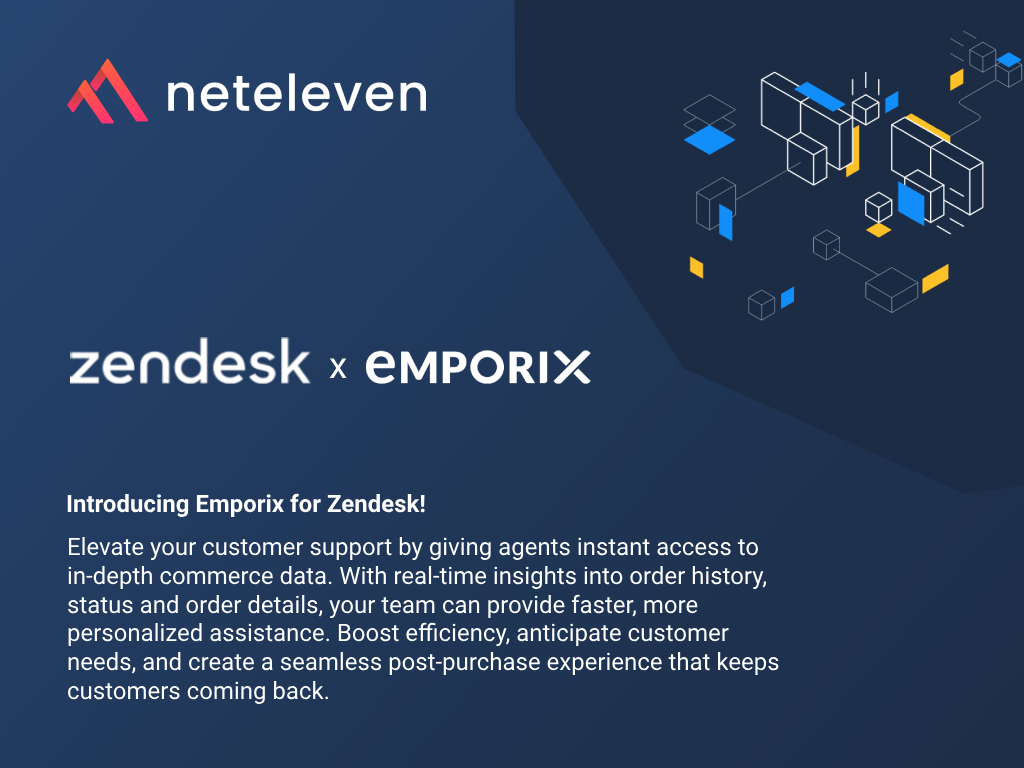 neteleven
zendesk x emporix
Introducing Emporix for Zendesk!
Elevate your customer support by giving agents instant access to
in-depth commerce data. With real-time insights into order history,
status and order details, your team can provide faster, more
personalized assistance. Boost efficiency, anticipate customer
needs, and create a seamless post-purchase experience that keeps
customers coming back.